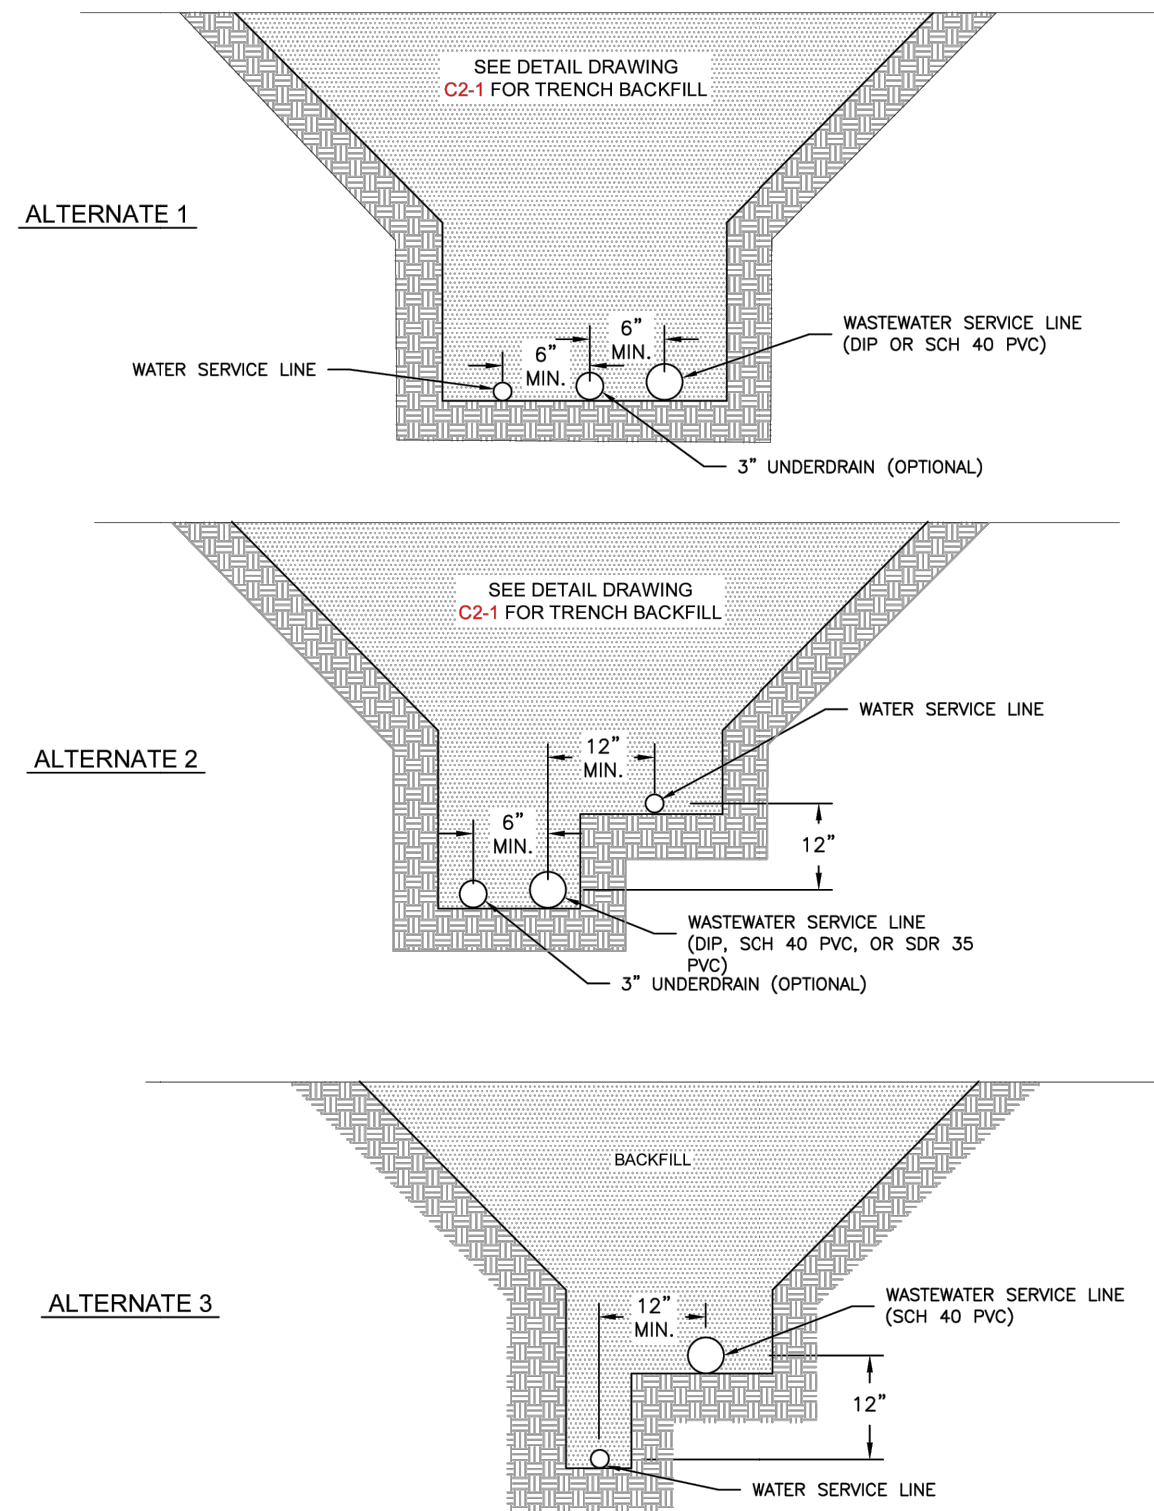 SEE DETAIL DRAWING
C2-1 FOR TRENCH BACKFILL
ALTERNATE 1
6”
MIN.
6”
MIN.
WASTEWATER SERVICE LINE
(DIP OR SCH 40 PVC)
WATER SERVICE LINE
3” UNDERDRAIN (OPTIONAL)
SEE DETAIL DRAWING
C2-1 FOR TRENCH BACKFILL
WATER SERVICE LINE
ALTERNATE 2
12”
MIN.
6”
MIN.
12”
WASTEWATER SERVICE LINE
(DIP, SCH 40 PVC, OR SDR 35
PVC)
3” UNDERDRAIN (OPTIONAL)
BACKFILL
ALTERNATE 3
12”
MIN.
WASTEWATER SERVICE LINE
(SCH 40 PVC)
12”
WATER SERVICE LINE